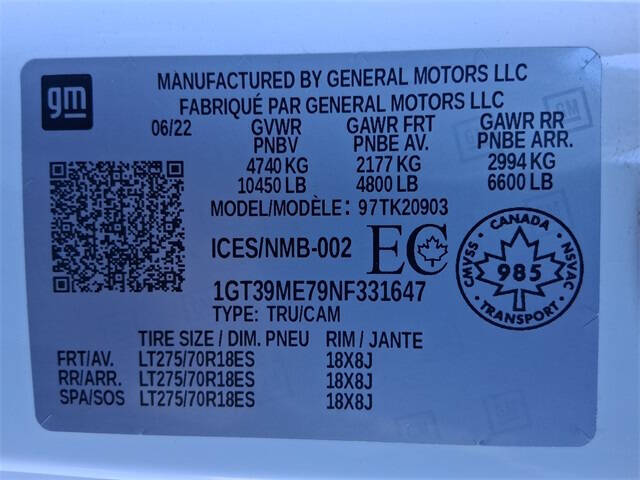 gm
MANUFACTURED BY GENERAL MOTORS LLC
FABRIQUÉ PAR GENERAL MOTORS LLC
06/22 GVWR GAWR FRT GAWR RR
PNBV PNBE AV. PNBE ARR.
4740 KG 2177 KG 2994 KG
10450 LB 4800 LB 6600 LB
MODEL/MODÈLE: 97TK20903
ICES/NMB-002 EC
CANADA
CMVSS 985 NSVAC
TRANSPORT
1GT39ME79NF331647
TYPE: TRU/CAM
TIRE SIZE / DIM. PNEU RIM / JANTE
FRT/AV. LT275/70R18ES 18X8J
RR/ARR. LT275/70R18ES 18X8J
SPA/SOS LT275/70R18ES 18X8J